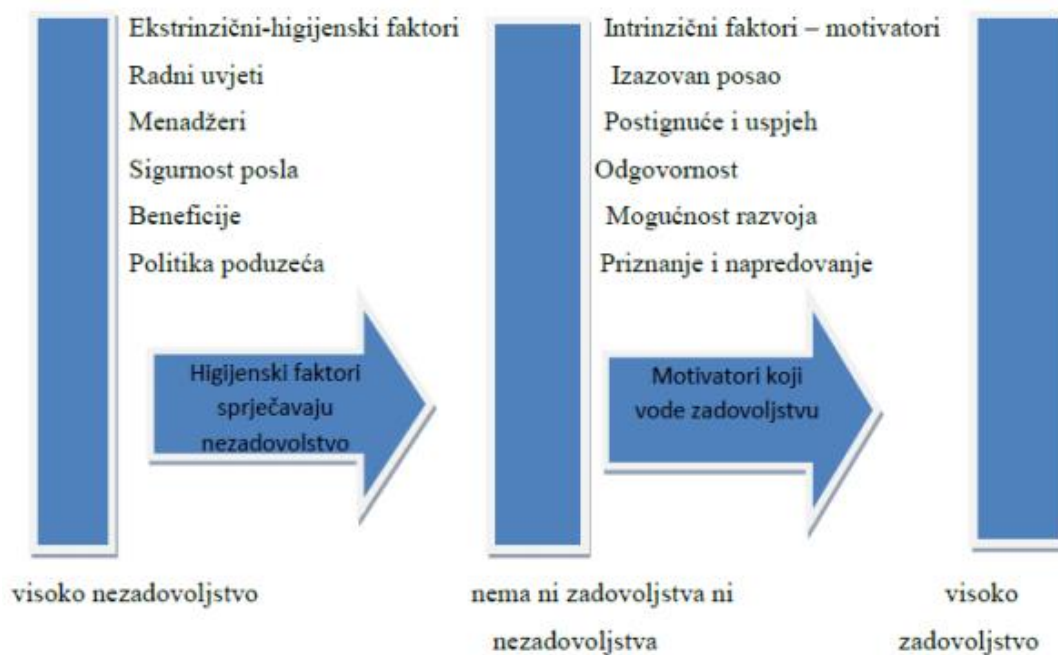 Ekstrinzični-higijenski faktori
Radni uvjeti
Menadžeri
Sigurnost posla
Beneficije
Politika poduzeća
Intrinzični faktori – motivatori
Izazovan posao
Postignuće i uspjeh
Odgovornost
Mogućnost razvoja
Priznanje i napredovanje
Higijenski faktori
sprječavaju
nezadovolstvo
Motivatori koji
vode zadovoljstvu
visoko nezadovoljstvo
nema ni zadovoljstva ni
nezadovoljstva
visoko
zadovoljstvo